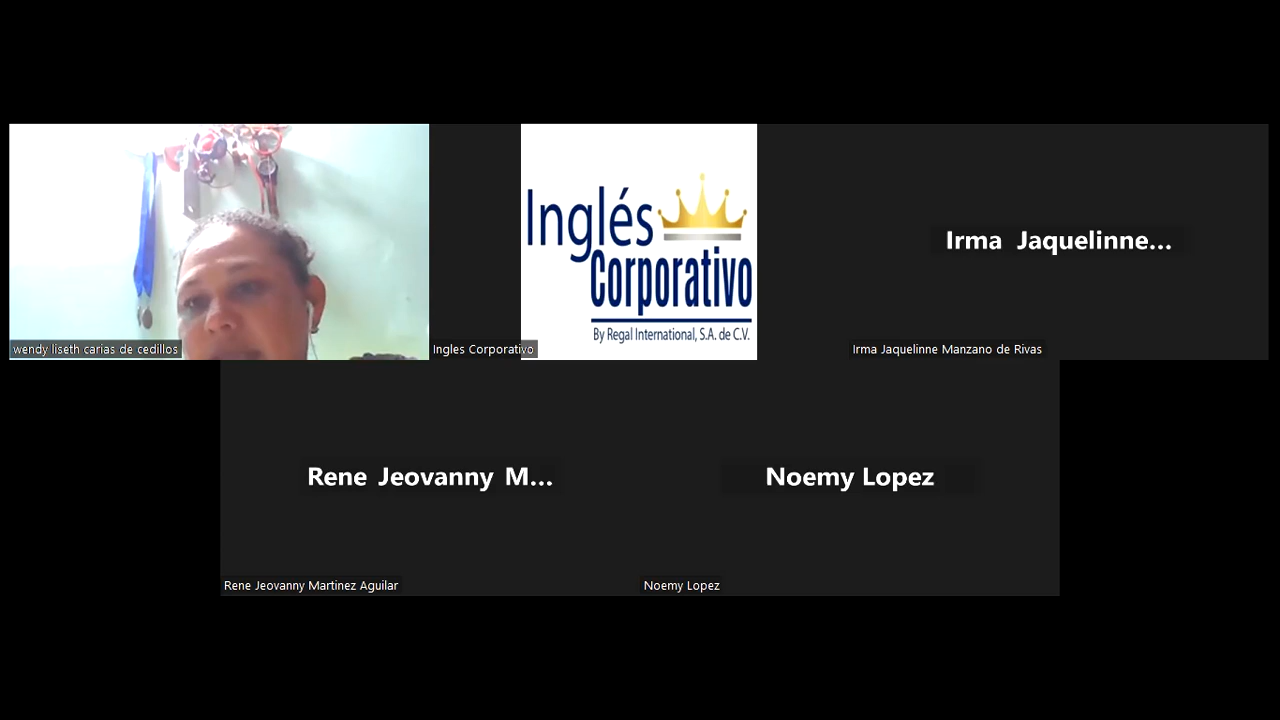 Inglés
Corporativo
By Regal International, S.A. de C.V.
Irma Jaquelinne...
wendy liseth carias de cedillos
Ingles Corporativo
Irma Jaquelinne Manzano de Rivas
Rene Jeovanny M...
Noemy Lopez
Rene Jeovanny Martinez Aguilar
Noemy Lopez